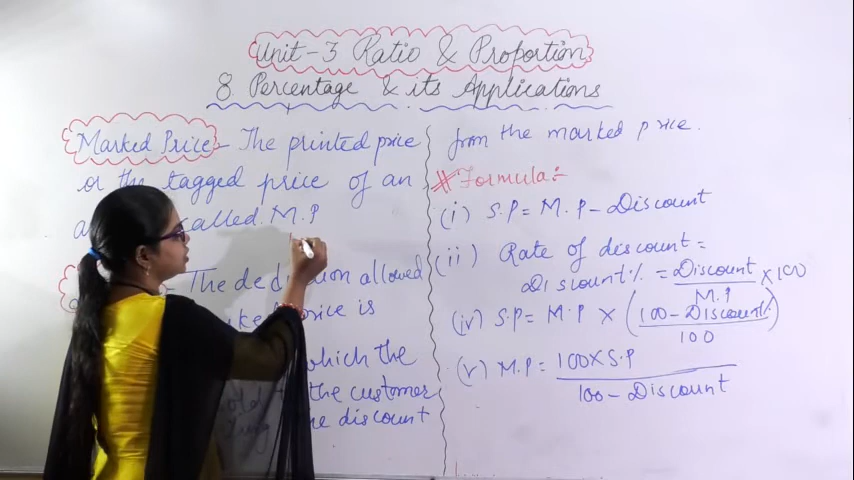 Unit-3 Ratio & Proportion
& Percentage & its Applications
Marked Price - The printed price
or the tagged price of an
called M.P
- The deduction allowed
price is
which the
the customer
discount
from the marked price.
Formula:-
(i) S.P = M.P - Discount
(ii) Rate of discount =
Discount% = Discount × 100
M.P
(iv) S.P = M.P × (100 - Discount%)
100
(v) M.P = 100 × S.P
100 - Discount